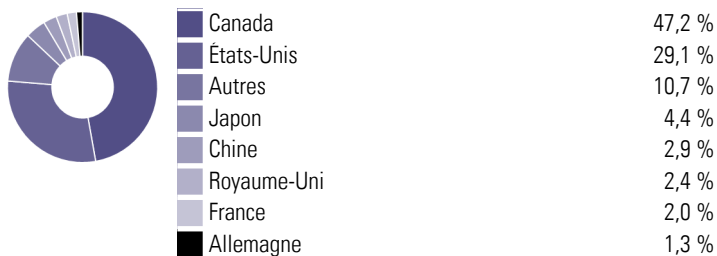 Canada 47,2 %
États-Unis 29,1 %
Autres 10,7 %
Japon 4,4 %
Chine 2,9 %
Royaume-Uni 2,4 %
France 2,0 %
Allemagne 1,3 %